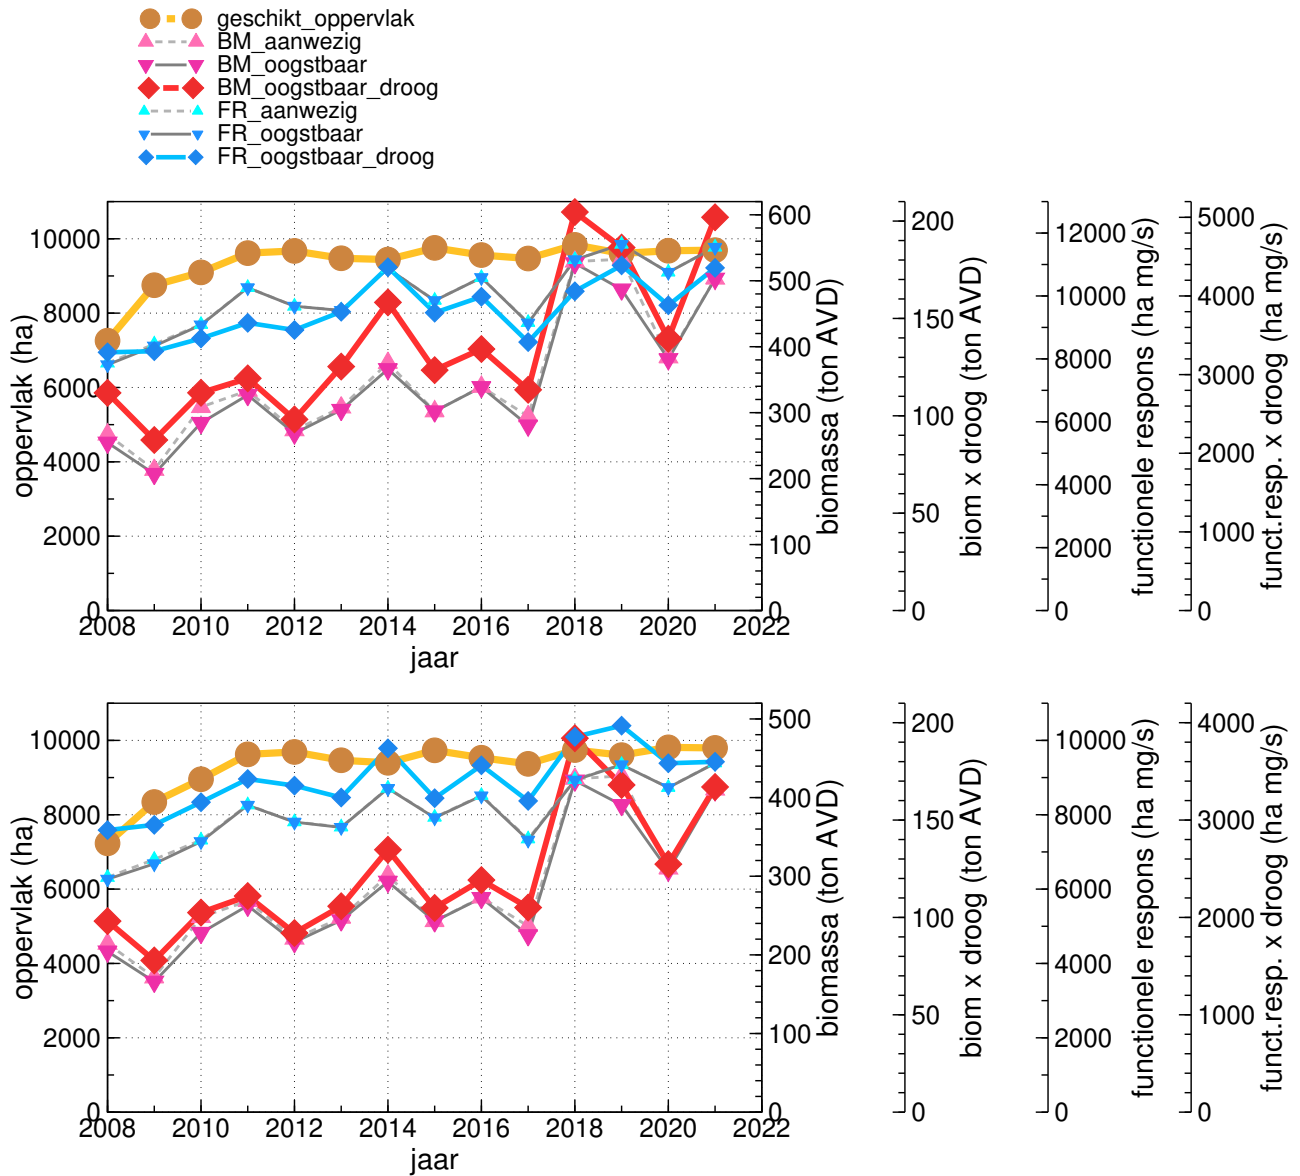 geschikt_oppervlak
BM_aanwezig
BM_oogstbaar
BM_oogstbaar_droog
FR_aanwezig
FR_oogstbaar
FR_oogstbaar_droog
oppervlak (ha)
0
2000
4000
6000
8000
10000
2008 2010 2012 2014 2016 2018 2020 2022
jaar
biomassa (ton AVD)
0
100
200
300
400
500
600
biom x droog (ton AVD)
0
50
100
150
200
functionele respons (ha mg/s)
0
2000
4000
6000
8000
10000
12000
funct.resp. x droog (ha mg/s)
0
1000
2000
3000
4000
5000
oppervlak (ha)
0
2000
4000
6000
8000
10000
2008 2010 2012 2014 2016 2018 2020 2022
jaar
biomassa (ton AVD)
0
100
200
300
400
500
biom x droog (ton AVD)
0
50
100
150
200
functionele respons (ha mg/s)
0
2000
4000
6000
8000
10000
funct.resp. x droog (ha mg/s)
0
1000
2000
3000
4000